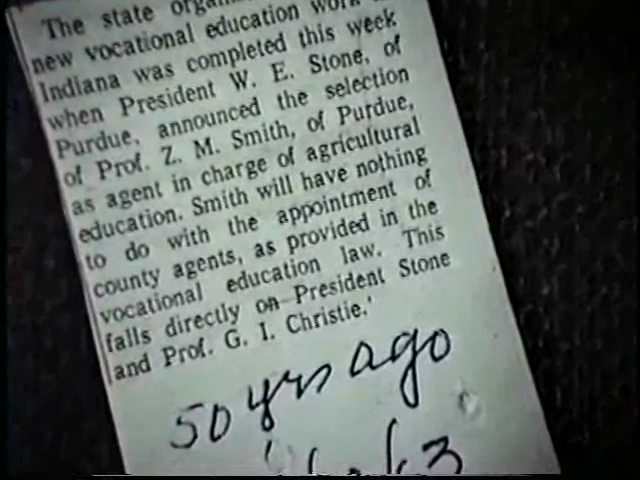 'The state
new vocational education work
Indiana was completed this week
when President W. E. Stone, of
Purdue, announced the selection
of Prof. Z. M. Smith, of Purdue,
as agent in charge of agricultural
education. Smith will have nothing
to do with the appointment of
county agents, as provided in the
vocational education law. This
falls directly on President Stone
and Prof. G. I. Christie.'
50 yrs ago